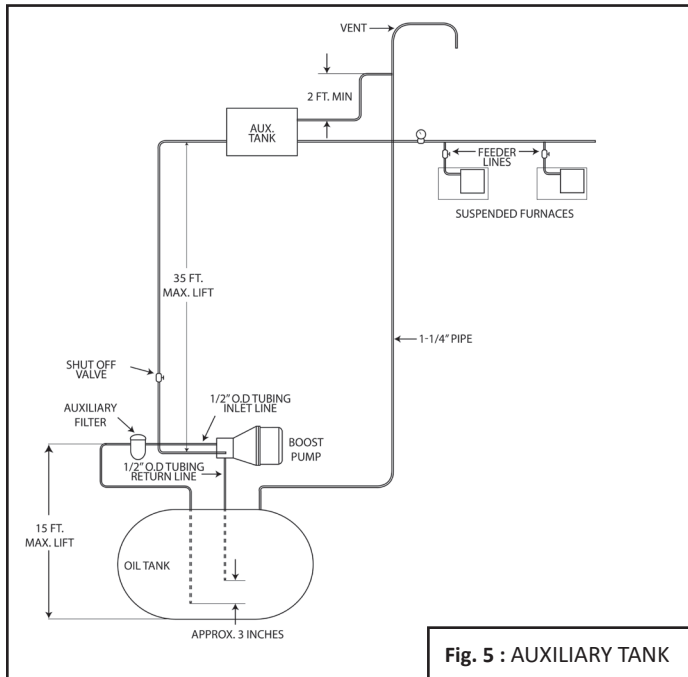 VENT
2 FT. MIN
AUX.
TANK
FEEDER
LINES
SUSPENDED FURNACES
35 FT.
MAX. LIFT
1-1/4" PIPE
SHUT OFF
VALVE
1/2" O.D TUBING
INLET LINE
AUXILIARY
FILTER
BOOST
PUMP
1/2" O.D TUBING
RETURN LINE
15 FT.
MAX. LIFT
OIL TANK
APPROX. 3 INCHES
Fig. 5 : AUXILIARY TANK